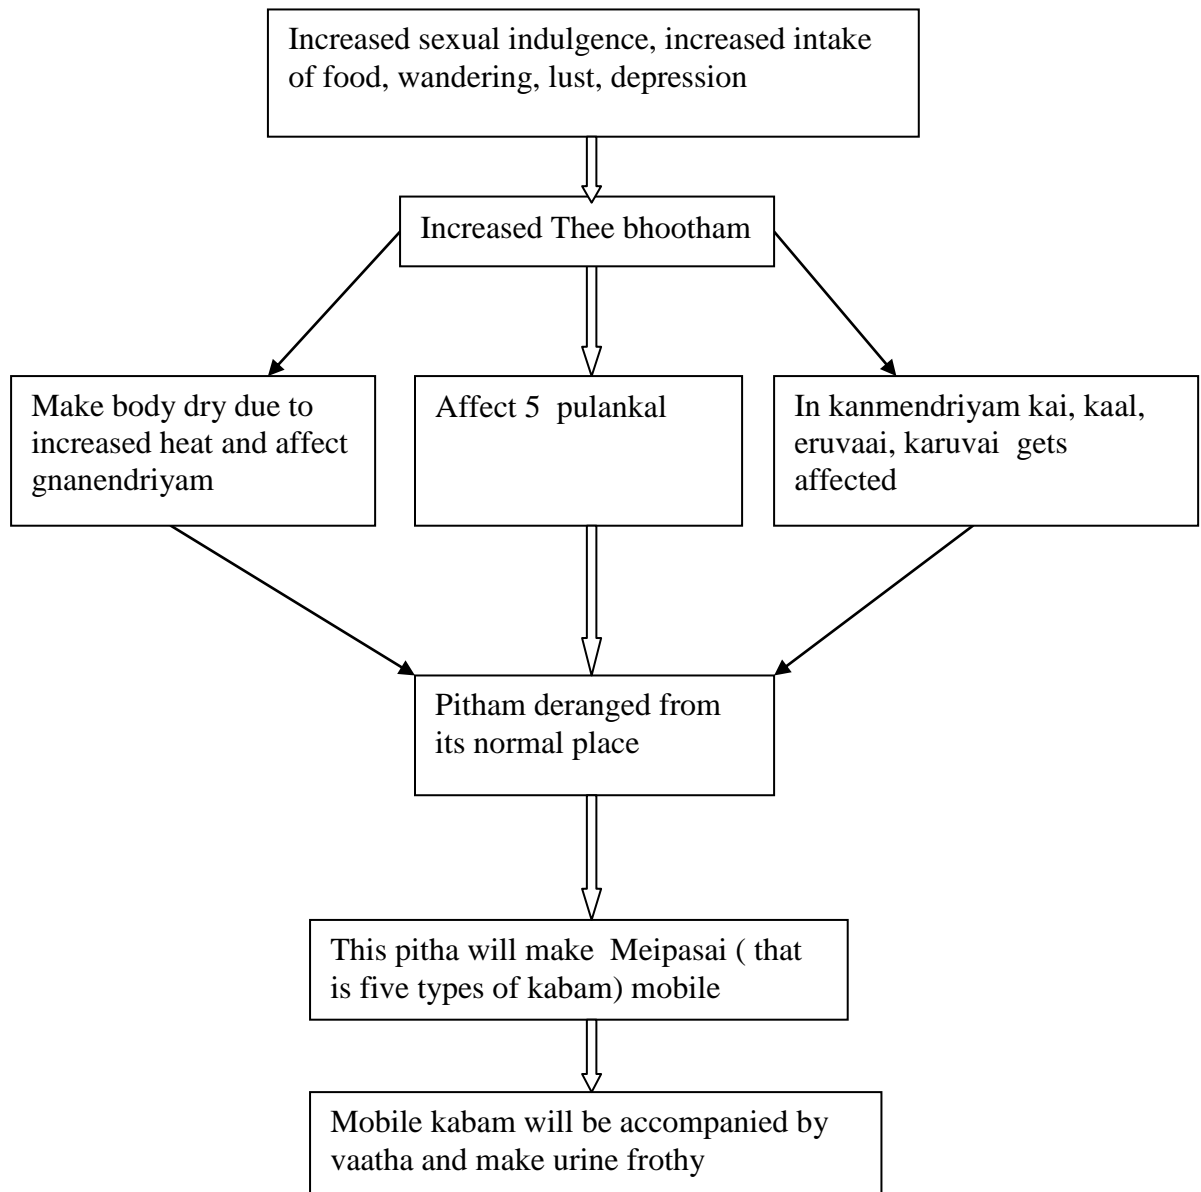 Increased sexual indulgence, increased intake
of food, wandering, lust, depression
Increased Thee bhootham
Make body dry due to
increased heat and affect
gnanendriyam
Affect 5 pulankal
In kanmendriyam kai, kaal,
eruvaai, karuvai gets
affected
Pitham deranged from
its normal place
This pitha will make Meipasai ( that
is five types of kabam) mobile
Mobile kabam will be accompanied by
vaatha and make urine frothy